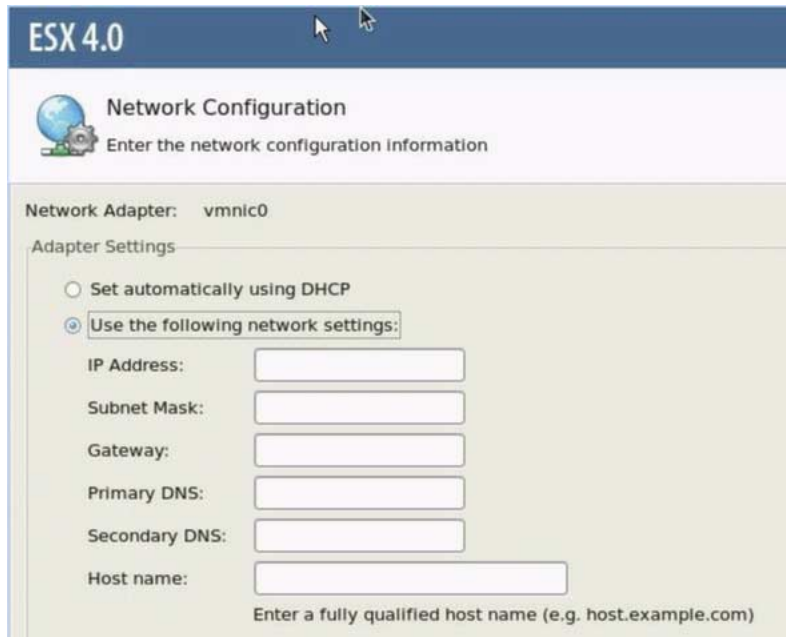 ESX 4.0
Network Configuration
Enter the network configuration information
Network Adapter: vmnic0
Adapter Settings
Set automatically using DHCP
Use the following network settings:
IP Address:
Subnet Mask:
Gateway:
Primary DNS:
Secondary DNS:
Host name:
Enter a fully qualified host name (e.g. host.example.com)